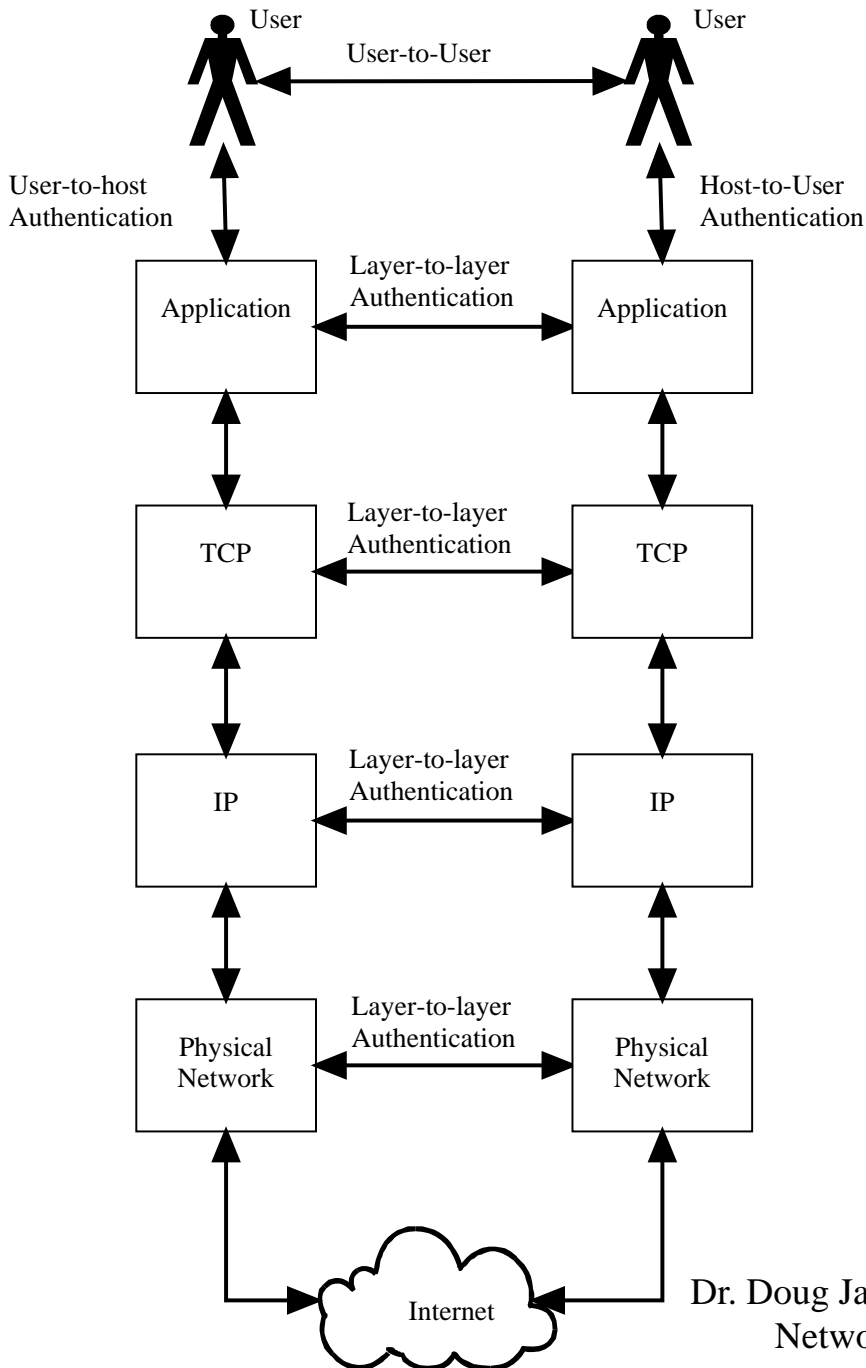 User
User
User-to-User
User-to-host
Authentication
Host-to-User
Authentication
Layer-to-layer
Authentication
Application
Application
Layer-to-layer
Authentication
TCP
TCP
Layer-to-layer
Authentication
IP
IP
Layer-to-layer
Authentication
Physical
Network
Physical
Network
Internet
Dr. Doug